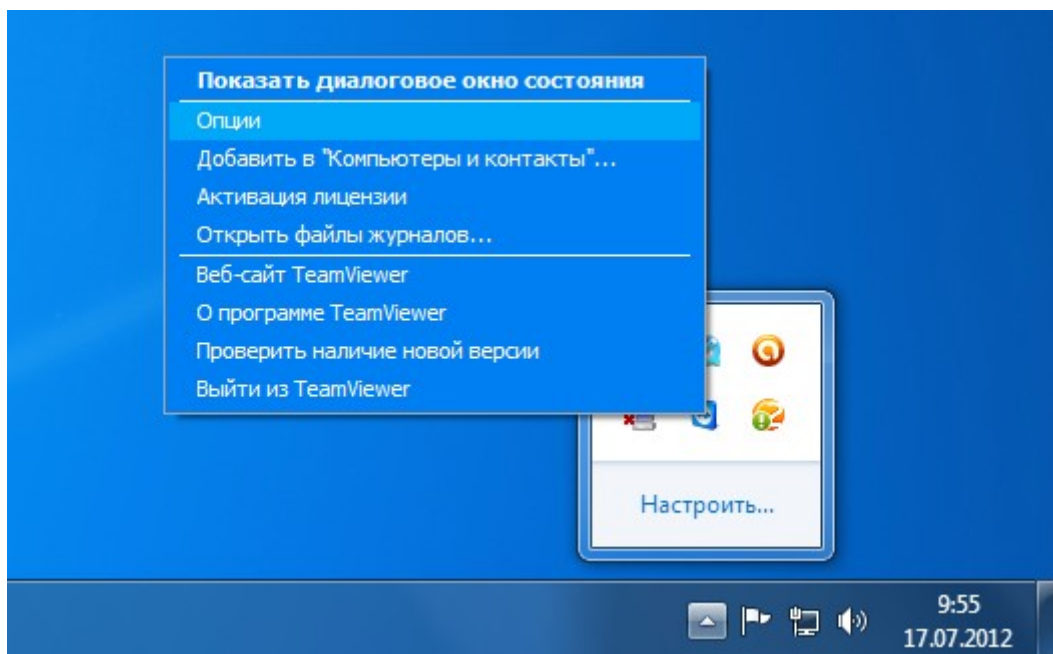 Показать диалоговое окно состояния
Опции
Добавить в "Компьютеры и контакты"...
Активация лицензии
Открыть файлы журналов...
Веб-сайт TeamViewer
О программе TeamViewer
Проверить наличие новой версии
Выйти из TeamViewer
Настроить...
9:55
17.07.2012